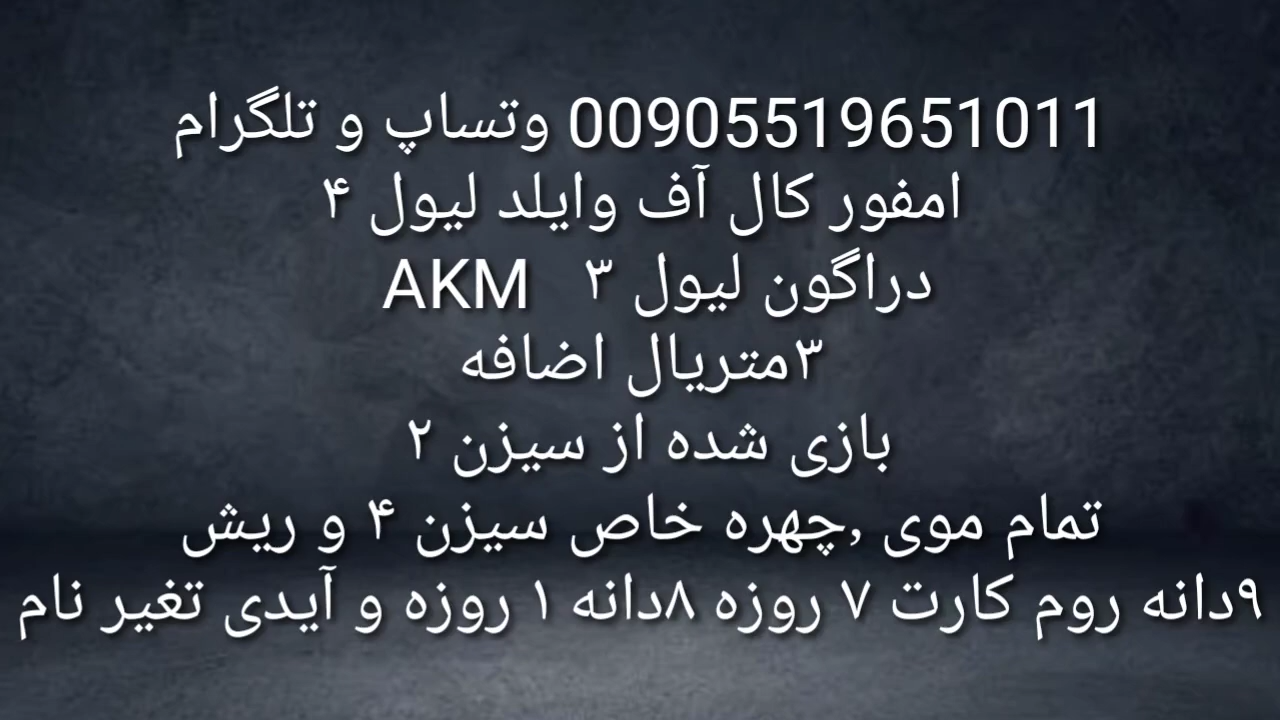 00905519651011 وتساپ و تلگرام
امفور کال آف وایلد لیول ۴
دراگون لیول ۳ AKM
۳متریال اضافه
بازی شده از سیزن ۲
تمام موی ,چهره خاص سیزن ۴ و ریش
۹دانه روم کارت ۷ روزه ۸دانه ۱ روزه و آیدی تغیر نام